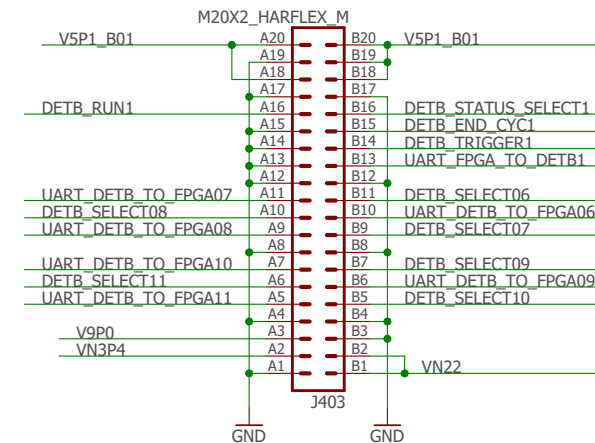 M20X2_HARFLEX_M
V5P1_B01 A20 B20 V5P1_B01
A19 B19
A18 B18
A17 B17
DETB_RUN1 A16 B16 DETB_STATUS_SELECT1
A15 B15 DETB_END_CYC1
A14 B14 DETB_TRIGGER1
A13 B13 UART_FPGA_TO_DETB1
A12 B12
UART_DETB_TO_FPGA07 A11 B11 DETB_SELECT06
DETB_SELECT08 A10 B10 UART_DETB_TO_FPGA06
UART_DETB_TO_FPGA08 A9 B9 DETB_SELECT07
A8 B8
UART_DETB_TO_FPGA10 A7 B7 DETB_SELECT09
DETB_SELECT11 A6 B6 UART_DETB_TO_FPGA09
UART_DETB_TO_FPGA11 A5 B5 DETB_SELECT10
A4 B4
V9P0 A3 B3
VN3P4 A2 B2
A1 B1 VN22
J403
GND GND